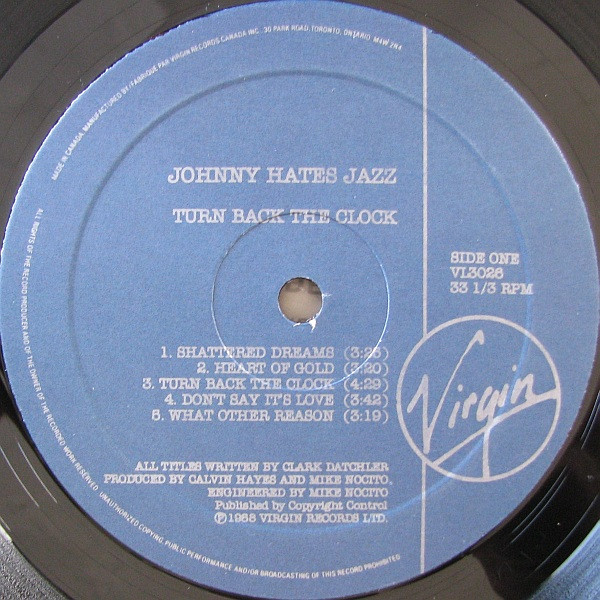 MADE IN CANADA. MANUFACTURED BY/FABRIQUE PAR VIRGIN RECORDS CANADA INC. 30 PARK ROAD, TORONTO, ONTARIO. M4W 2N4
JOHNNY HATES JAZZ
TURN BACK THE CLOCK
SIDE ONE
VL3026
33 1/3 RPM
1. SHATTERED DREAMS (3:26)
2. HEART OF GOLD (3:20)
3. TURN BACK THE CLOCK (4:29)
4. DON'T SAY IT'S LOVE (3:42)
5. WHAT OTHER REASON (3:19)
Virgin
ALL TITLES WRITTEN BY CLARK DATCHLER
PRODUCED BY CALVIN HAYES AND MIKE NOCITO.
ENGINEERED BY MIKE NOCITO
Published by Copyright Control
℗ 1988 VIRGIN RECORDS LTD.
ALL RIGHTS OF THE RECORD PRODUCER AND OF THE OWNER OF THE RECORDED WORK RESERVED. UNAUTHORIZED COPYING, PUBLIC PERFORMANCE AND/OR BROADCASTING OF THIS RECORD PROHIBITED